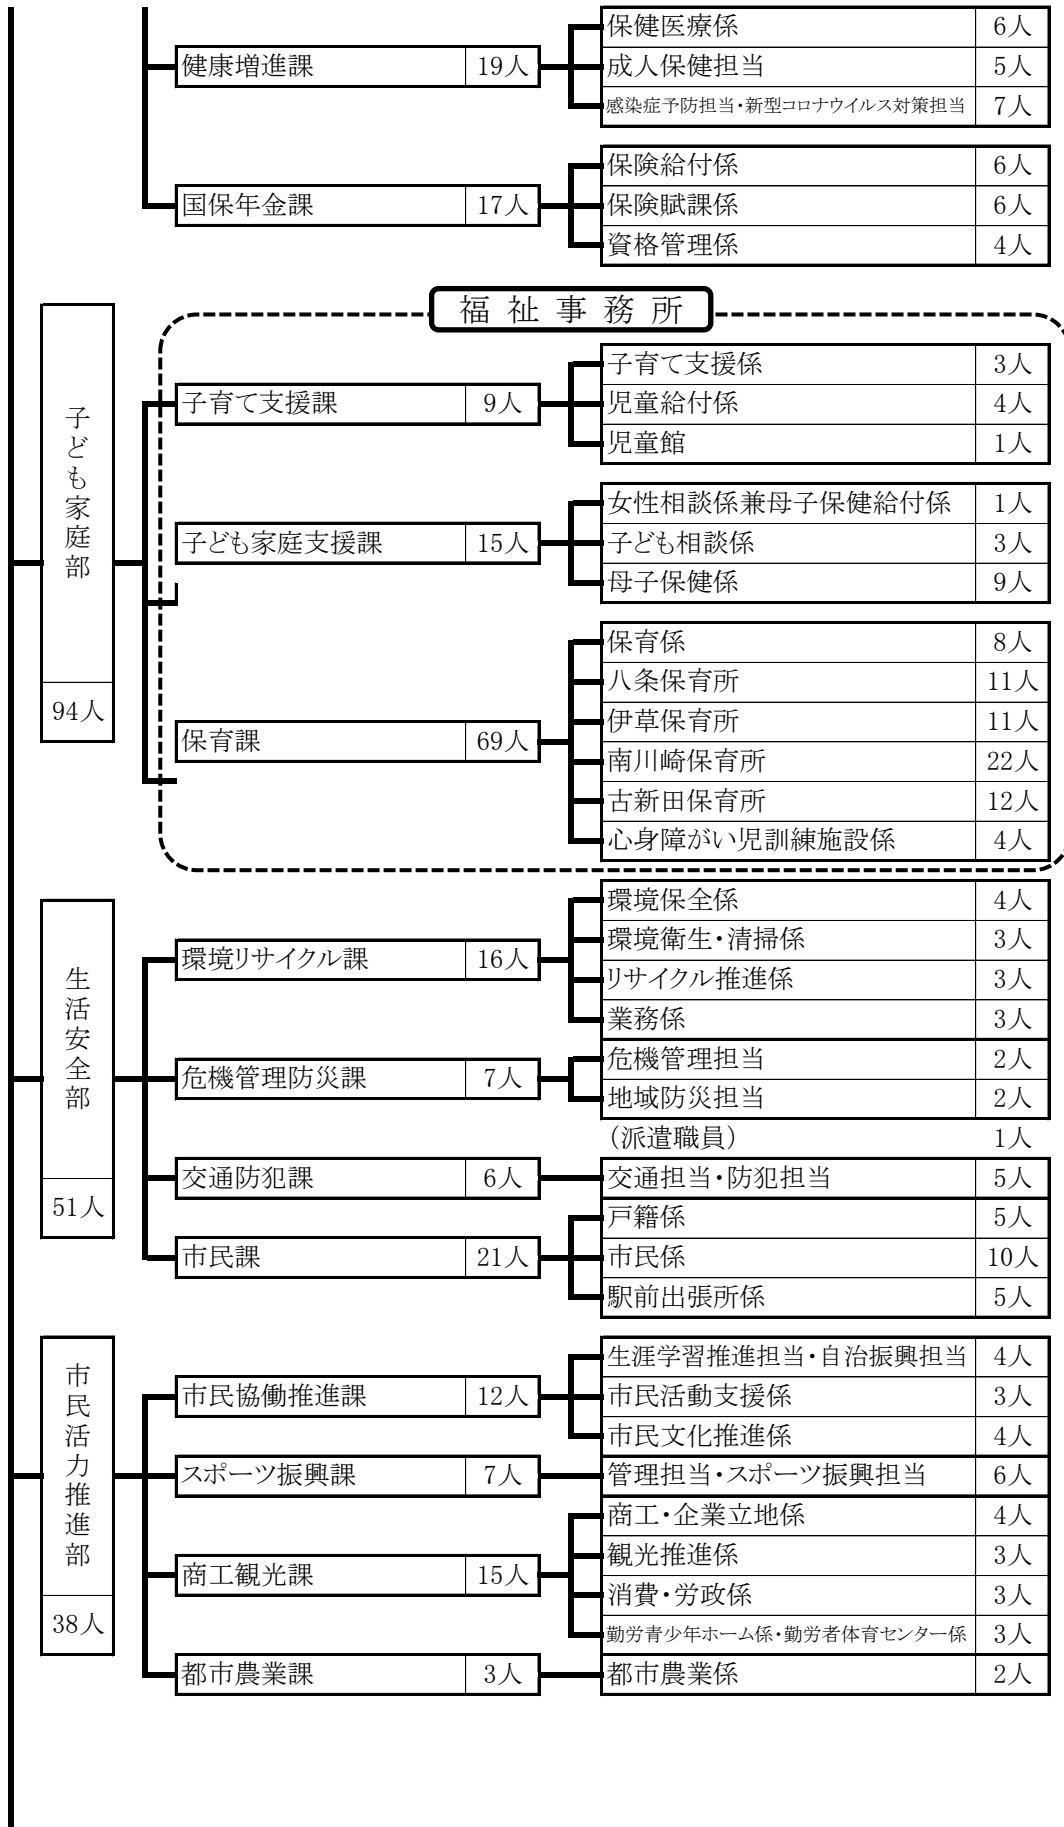 健康増進課 19人
保健医療係 6人
成人保健担当 5人
感染症予防担当・新型コロナウイルス対策担当 7人
国保年金課 17人
保険給付係 6人
保険賦課係 6人
資格管理係 4人
福祉事務所
子ども家庭部
94人
子育て支援課 9人
子育て支援係 3人
児童給付係 4人
児童館 1人
子ども家庭支援課 15人
女性相談係兼母子保健給付係 1人
子ども相談係 3人
母子保健係 9人
保育課 69人
保育係 8人
八条保育所 11人
伊草保育所 11人
南川崎保育所 22人
古新田保育所 12人
心身障がい児訓練施設係 4人
生活安全部
51人
環境リサイクル課 16人
環境保全係 4人
環境衛生・清掃係 3人
リサイクル推進係 3人
業務係 3人
危機管理防災課 7人
危機管理担当 2人
地域防災担当 2人
(派遣職員) 1人
交通防犯課 6人
交通担当・防犯担当 5人
市民課 21人
戸籍係 5人
市民係 10人
駅前出張所係 5人
市民活力推進部
38人
市民協働推進課 12人
生涯学習推進担当・自治振興担当 4人
市民活動支援係 3人
市民文化推進係 4人
スポーツ振興課 7人
管理担当・スポーツ振興担当 6人
商工観光課 15人
商工・企業立地係 4人
観光推進係 3人
消費・労政係 3人
勤労青少年ホーム係・勤労者体育センター係 3人
都市農業課 3人
都市農業係 2人